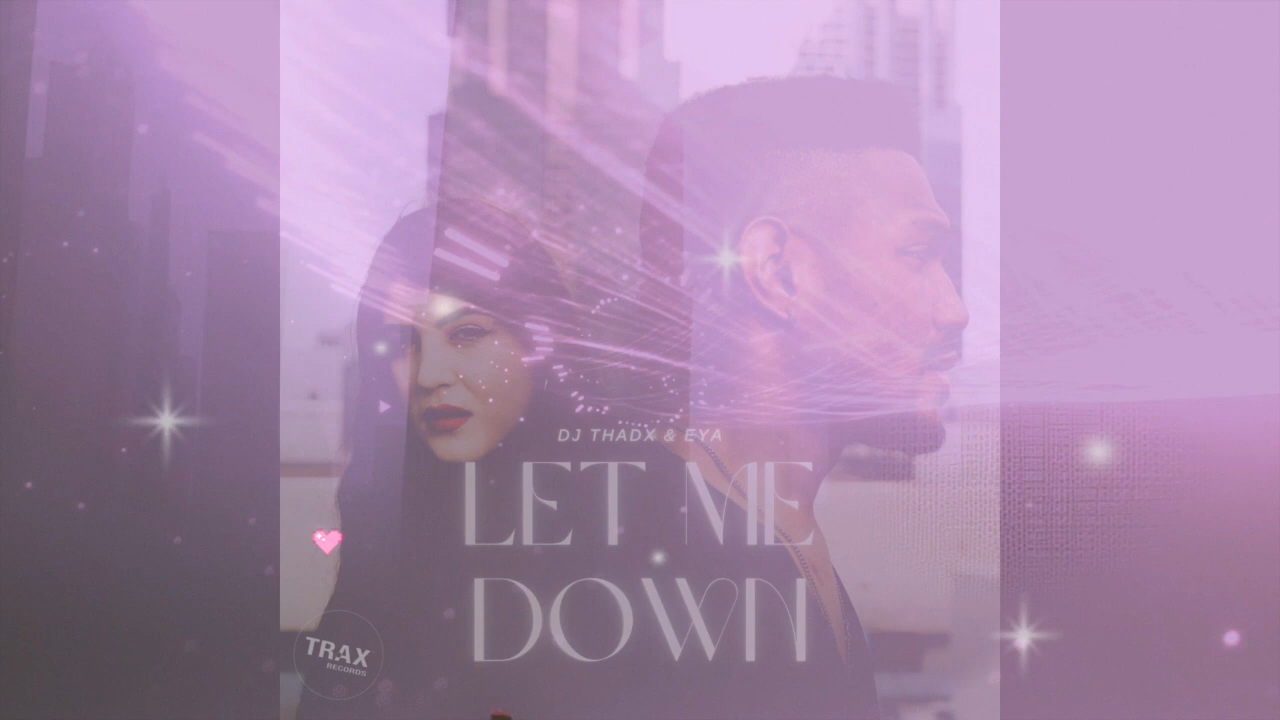 DJ THADX & EYA
LET ME
DOWN
TRAX
RECORDS